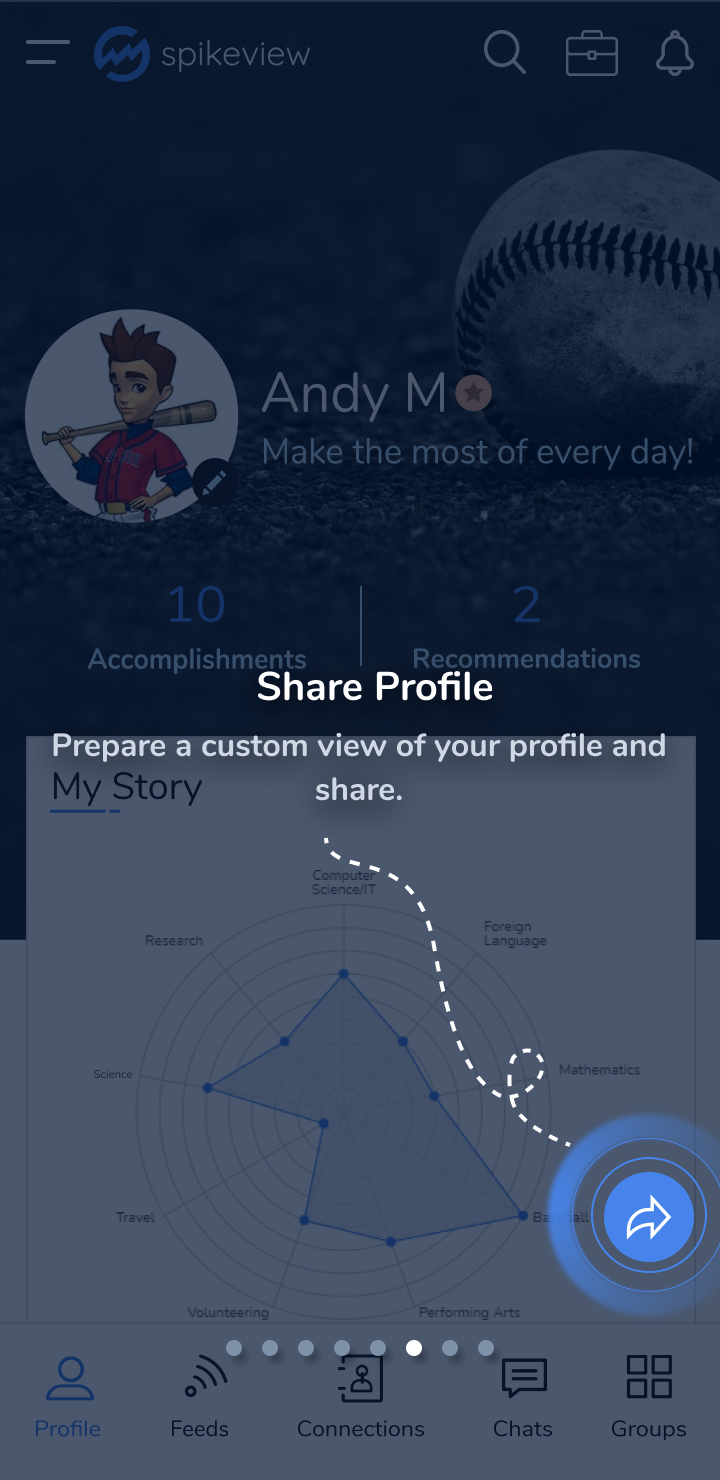 spikeview
Andy M
Make the most of every day!
10
2
Accomplishments
Recommendations
Share Profile
Prepare a custom view of your profile and
share.
My Story
Computer
Science/IT
Research
Foreign
Language
Science
Mathematics
Travel
Baseball
Volunteering
Performing Arts
Profile
Feeds
Connections
Chats
Groups